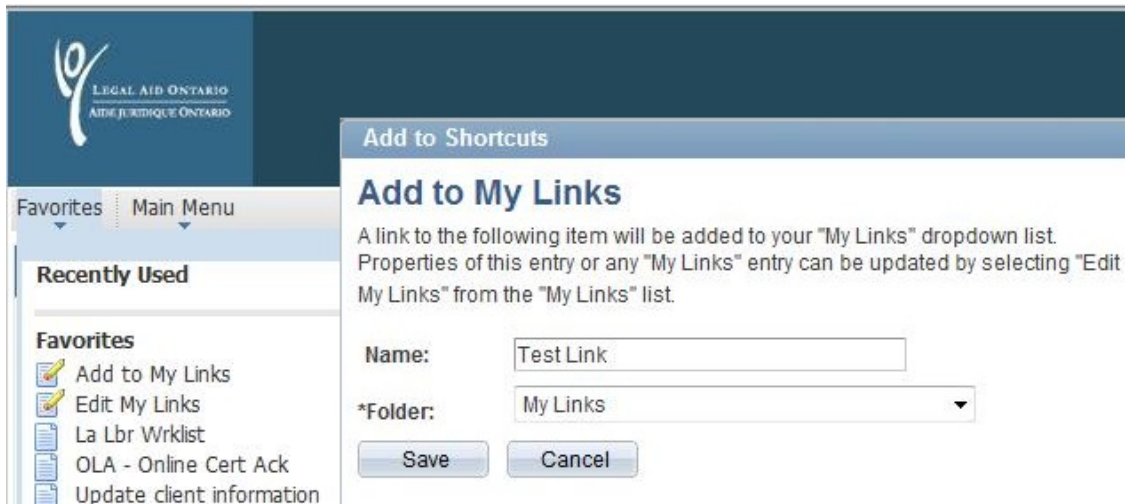 LEGAL AID ONTARIO
AIDE JURIDIQUE ONTARIO
Favorites
Main Menu
Recently Used
Favorites
Add to My Links
Edit My Links
La Lbr Wrklist
OLA - Online Cert Ack
Update client information
Add to Shortcuts
Add to My Links
A link to the following item will be added to your "My Links" dropdown list.
Properties of this entry or any "My Links" entry can be updated by selecting "Edit
My Links" from the "My Links" list.
Name: Test Link
*Folder: My Links
Save Cancel